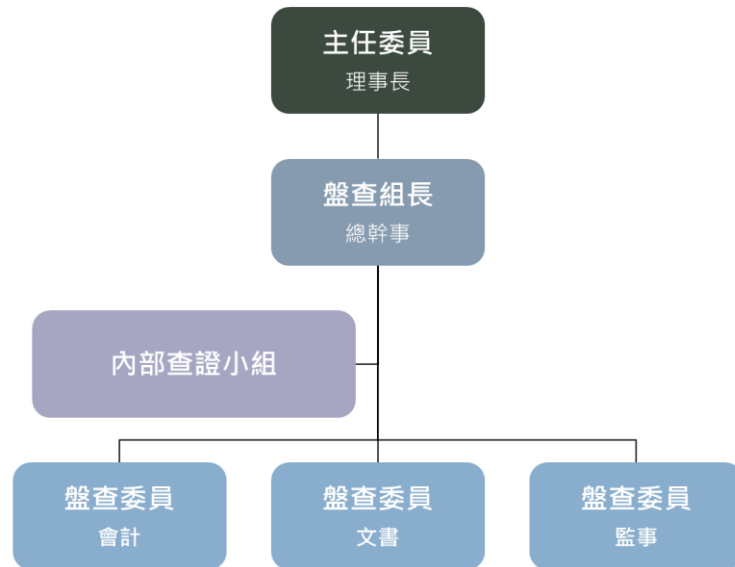 主任委員
理事長
盤查組長
總幹事
內部查證小組
盤查委員
會計
盤查委員
文書
盤查委員
監事